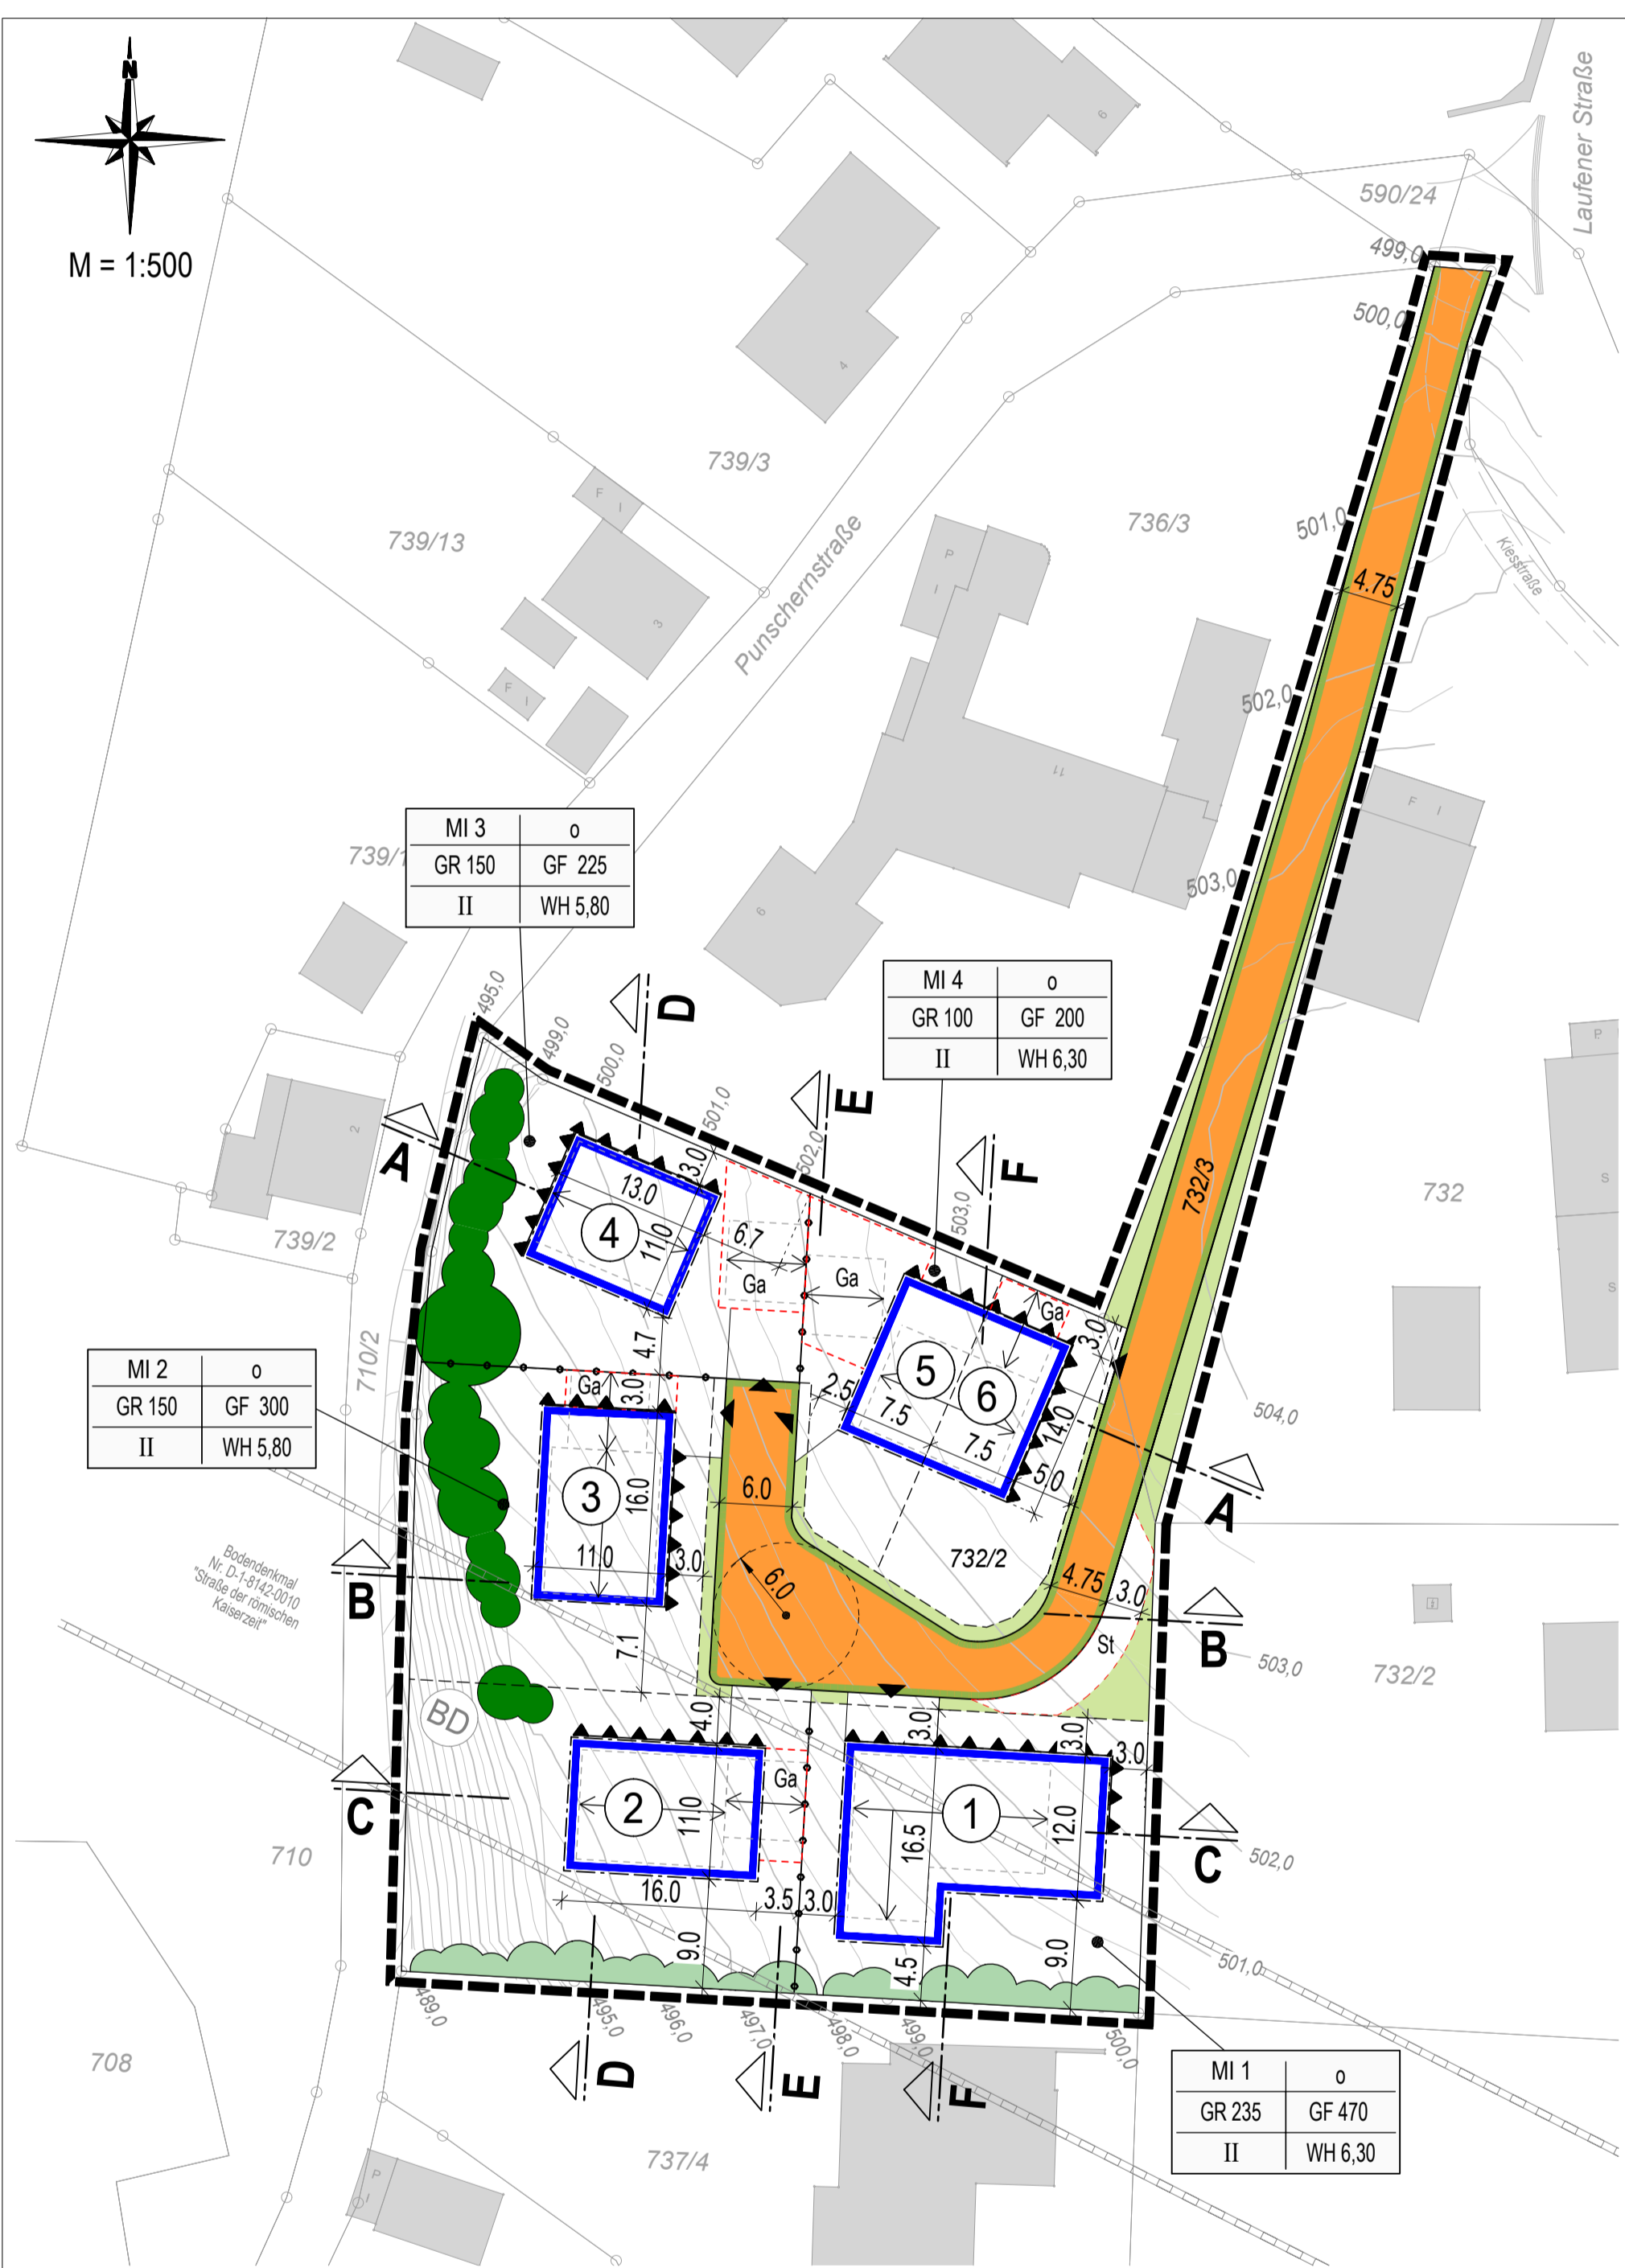 N
M = 1:500
Laufener Straße
590/24
499,0
500,0
6
4
739/3
736/3
501,0
Kiesstraße
4.75
739/13
F I
3
F I
Punschernstraße
P I
502,0
11
F I
503,0
9
MI 3 o
GR 150 GF 225
II WH 5,80
MI 4 o
GR 100 GF 200
II WH 6,30
495,0
499,0
500,0
501,0
502,0
503,0
D
E
F
A
2
739/2
732/3
732
P
S
S
13.0
3.0
4
11.0
6.7
Ga
Ga
Ga
3.0
4.7
710/2
MI 2 o
GR 150 GF 300
II WH 5,80
Ga
3.0
5
6
2.5
7.5
7.5
14.0
5.0
504,0
A
3
16.0
11.0
3.0
6.0
732/2
6.0
4.75
3.0
Bodendenkmal
Nr. D-1-8142-0010
"Straße der römischen
Kaiserzeit"
B
B
St
503,0
732/2
7.1
BD
4.0
3.0
3.0
3.0
C
2
11.0
Ga
1
16.5
12.0
C
502,0
710
16.0
3.5
3.0
9.0
4.5
9.0
501,0
489,0
495,0
496,0
497,0
498,0
499,0
500,0
D
E
F
708
737/4
P I
MI 1 o
GR 235 GF 470
II WH 6,30